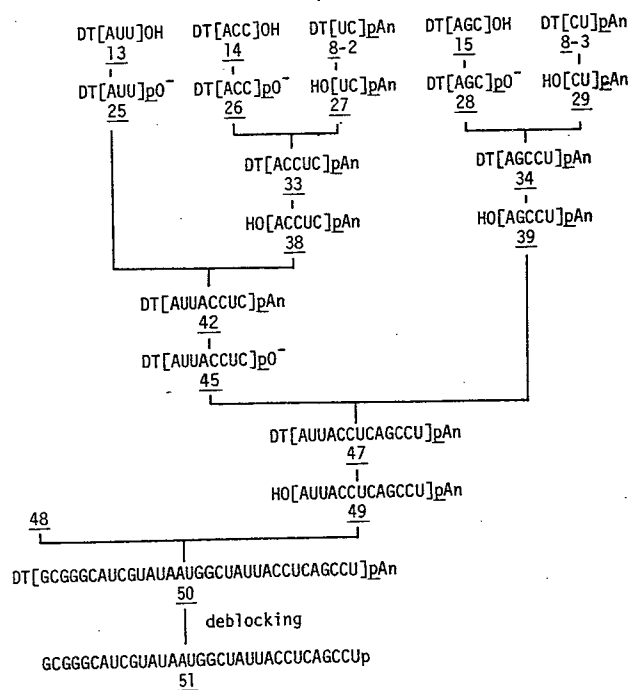 DT[AUU]OH DT[ACC]OH DT[UC]pAn DT[AGC]OH DT[CU]pAn
13 14 8-2 15 8-3
DT[AUU]pO⁻ DT[ACC]pO⁻ HO[UC]pAn DT[AGC]pO⁻ HO[CU]pAn
25 26 27 28 29
DT[ACCUC]pAn DT[AGCCU]pAn
33 34
HO[ACCUC]pAn HO[AGCCU]pAn
38 39
DT[AUUACCUC]pAn
42
DT[AUUACCUC]pO⁻
45
DT[AUUACCUCAGCCU]pAn
47
HO[AUUACCUCAGCCU]pAn
48 49
DT[GCGGGCAUCGUAUAAUGGCUAUUACCUCAGCCU]pAn
50
deblocking
GCGGGCAUCGUAUAAUGGCUAUUACCUCAGCCUp
51